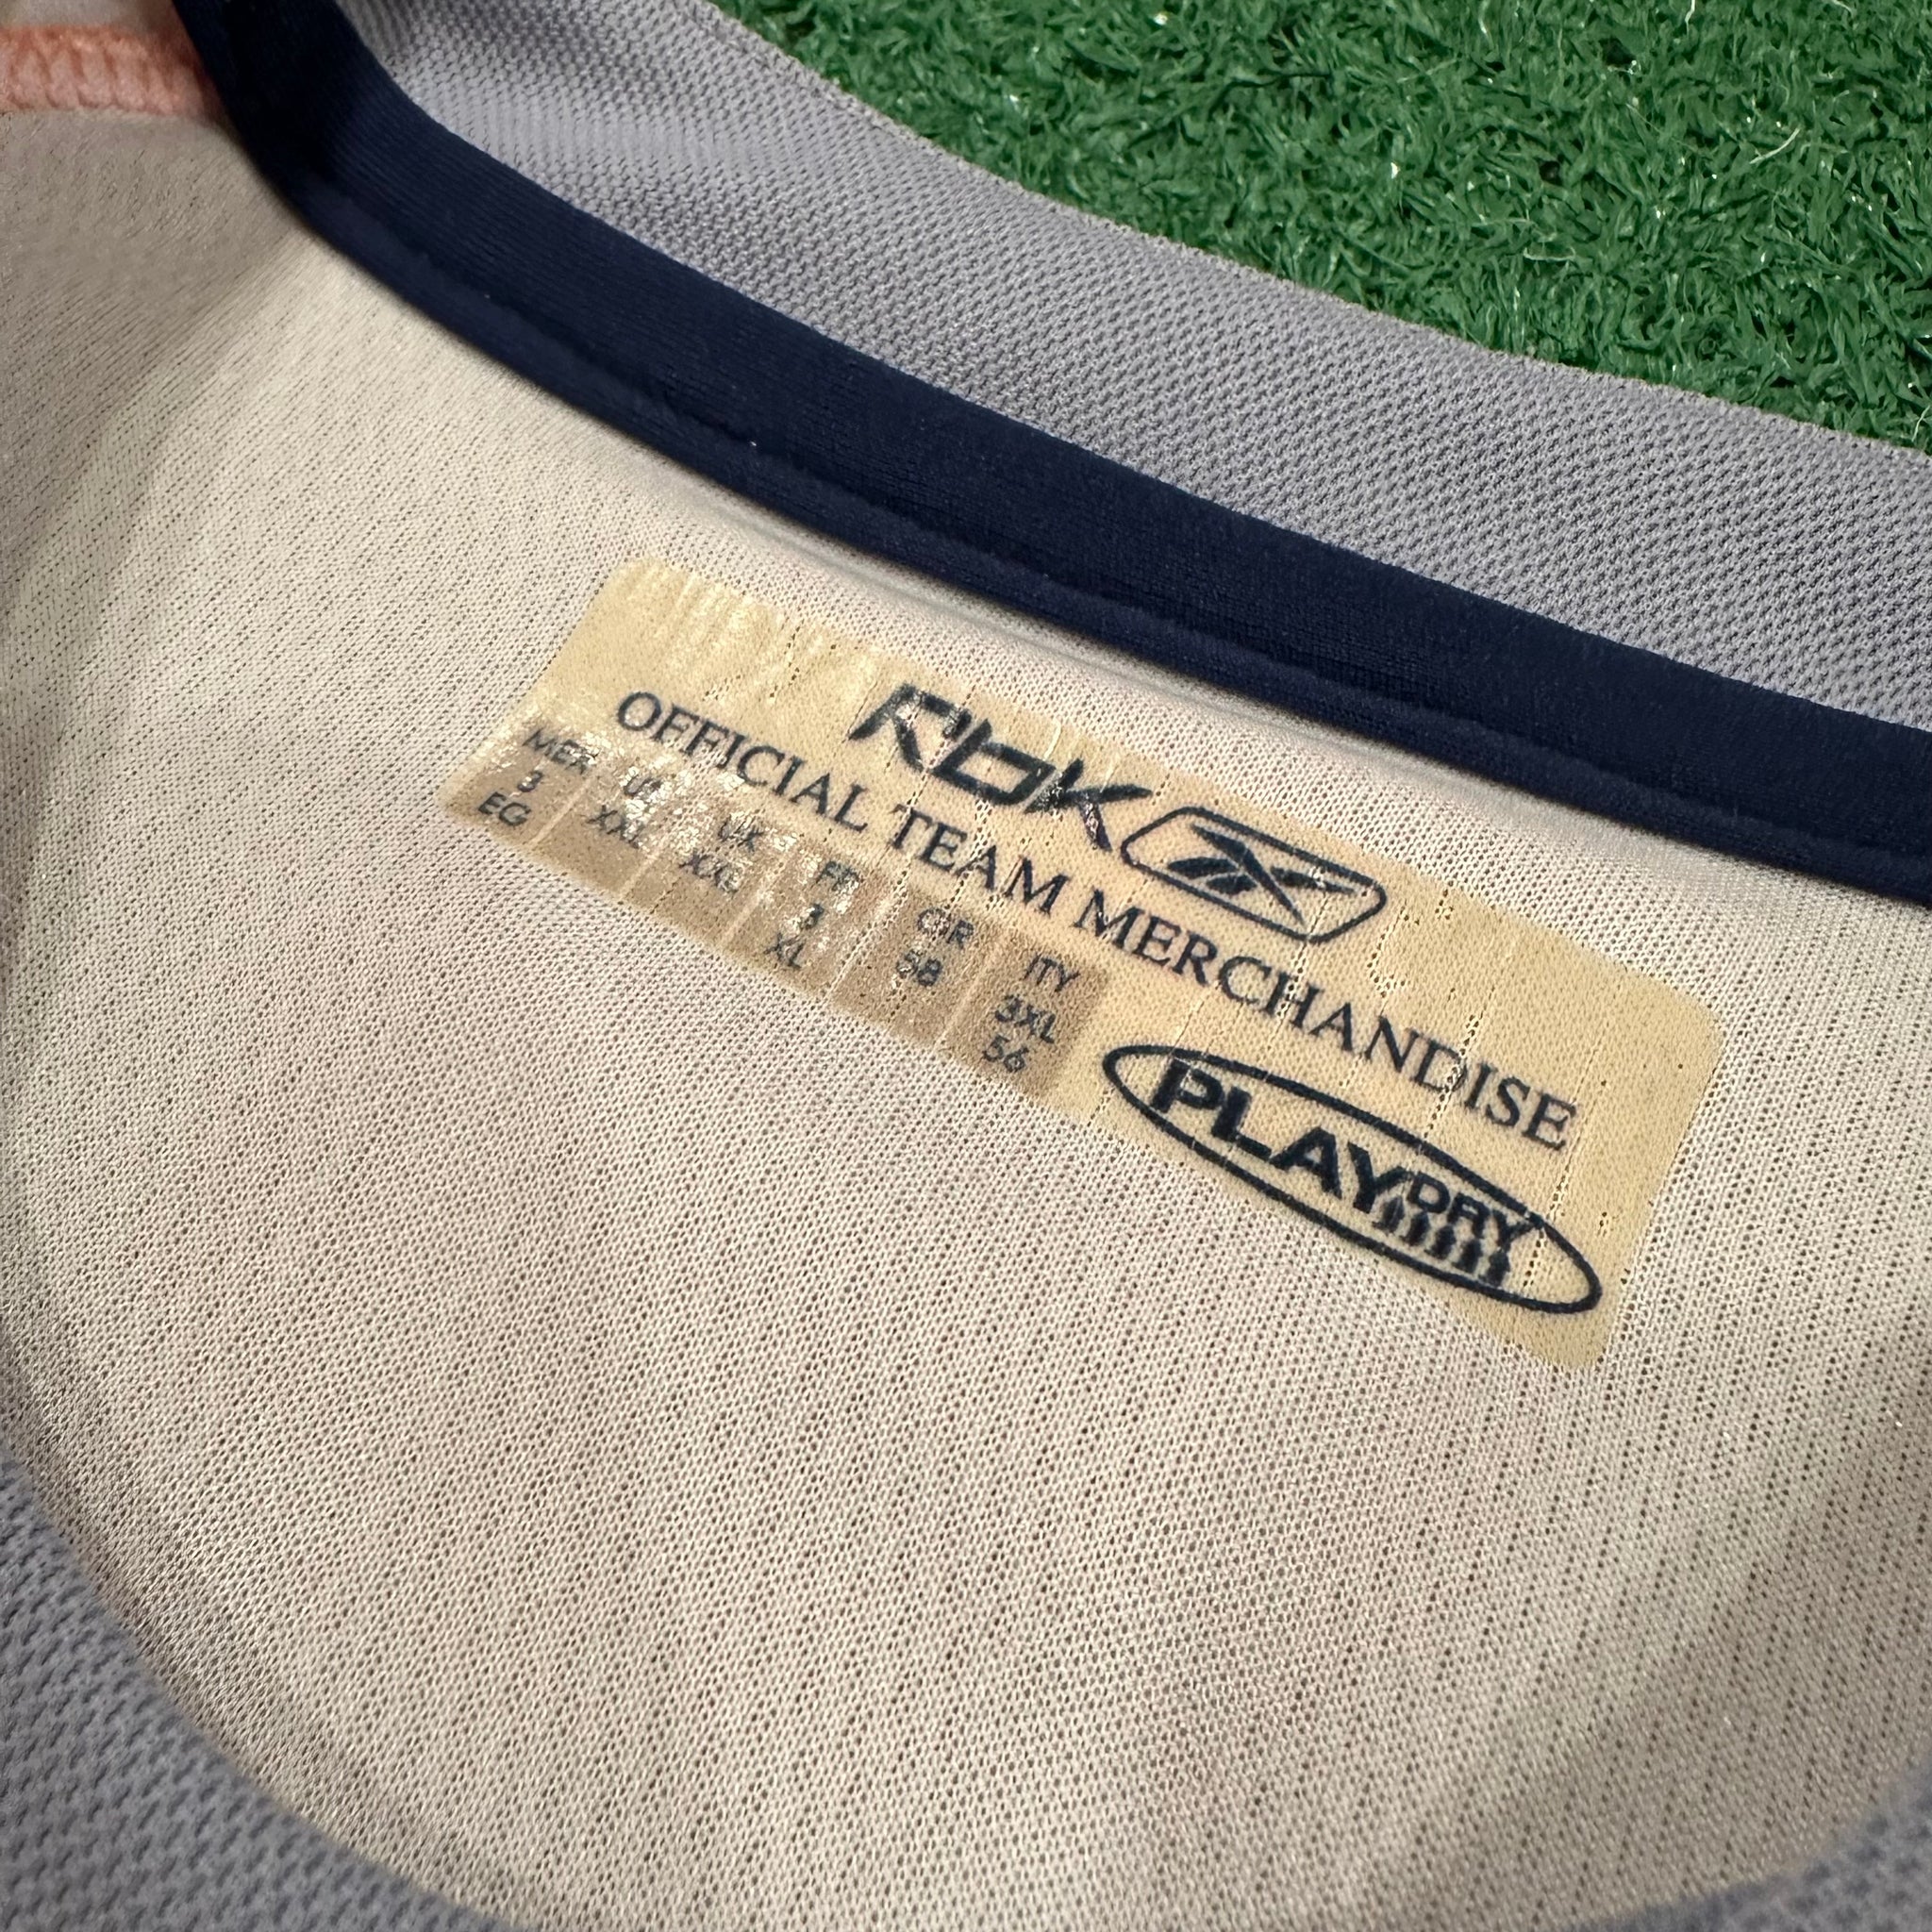 Rbk
OFFICIAL TEAM MERCHANDISE
MER US UK FR GR ITY
3 XXL XXL 3 58 3XL
EG XL 56
PLAYDRY